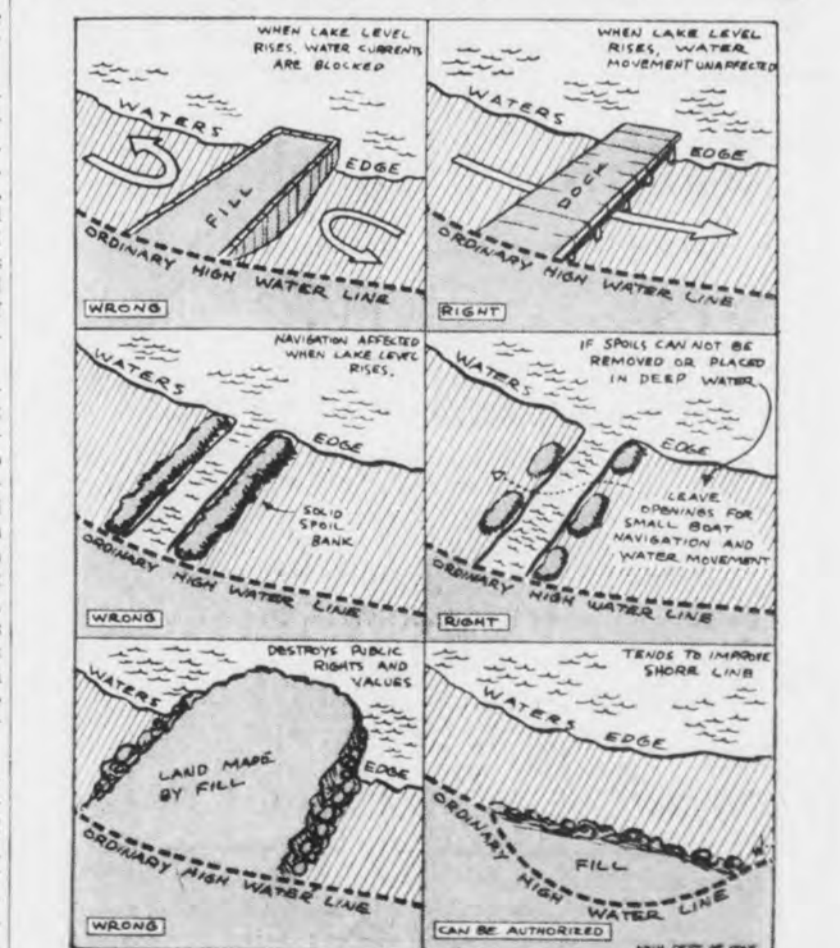 WHEN LAKE LEVEL
RISES, WATER CURRENTS
ARE BLOCKED
WATERS
EDGE
FILL
ORDINARY HIGH WATER LINE
WRONG
WHEN LAKE LEVEL
RISES, WATER
MOVEMENT UNAFFECTED
WATERS
EDGE
DOCK
ORDINARY HIGH WATER LINE
RIGHT
NAVIGATION AFFECTED
WHEN LAKE LEVEL
RISES.
WATERS
EDGE
SOLID
SPOIL
BANK
ORDINARY HIGH WATER LINE
WRONG
IF SPOILS CAN NOT BE
REMOVED OR PLACED
IN DEEP WATER
WATERS
EDGE
LEAVE
OPENINGS FOR
SMALL BOAT
NAVIGATION AND
WATER MOVEMENT
ORDINARY HIGH WATER LINE
RIGHT
DESTROYS PUBLIC
RIGHTS AND
VALUES
WATERS
EDGE
LAND MADE
BY FILL
ORDINARY HIGH WATER LINE
WRONG
TENDS TO IMPROVE
SHORE LINE
WATERS EDGE
FILL
ORDINARY HIGH WATER LINE
CAN BE AUTHORIZED